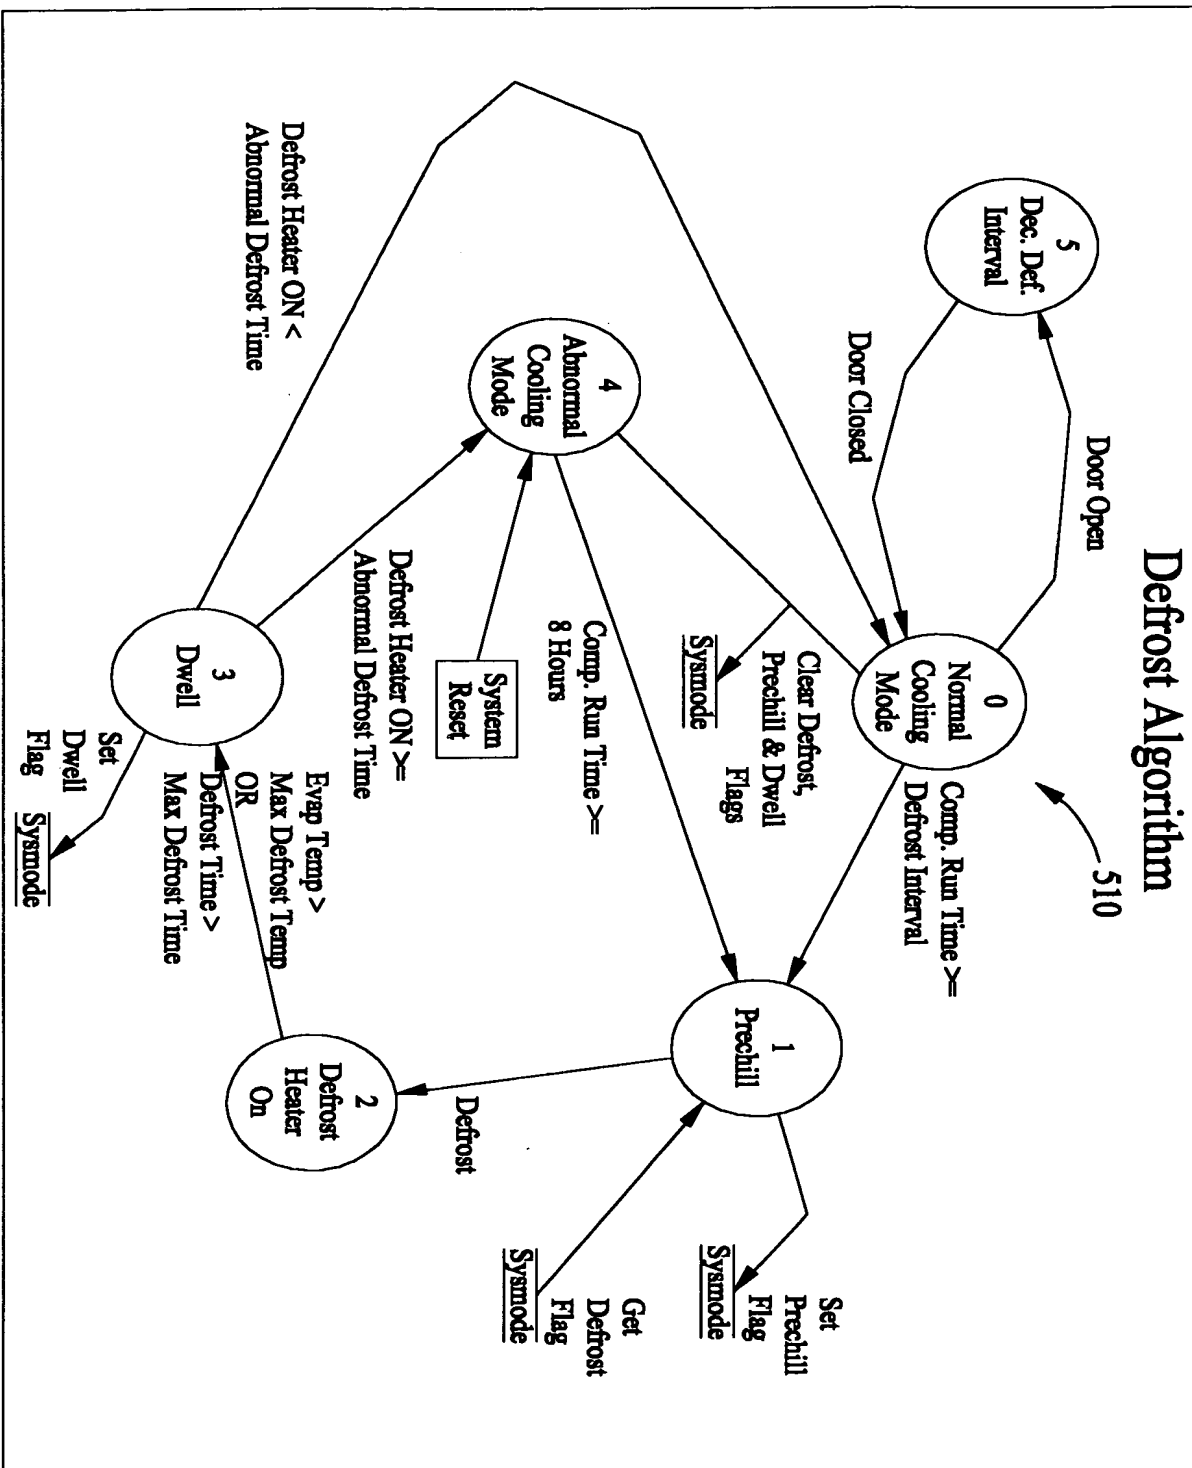 Defrost Algorithm
510
Door Open
5
Dec. Def.
Interval
Door Closed
0
Normal
Cooling
Mode
Comp. Run Time >=
Defrost Interval
Clear Defrost,
Prechill & Dwell
Flags
Sysmode
1
Prechill
Set
Prechill
Flag
Sysmode
Get
Defrost
Flag
Sysmode
4
Abnormal
Cooling
Mode
Comp. Run Time >=
8 Hours
System
Reset
Defrost Heater ON >=
Abnormal Defrost Time
Defrost
2
Defrost
Heater
On
Evap Temp >
Max Defrost Temp
OR
Defrost Time >
Max Defrost Time
3
Dwell
Set
Dwell
Flag
Sysmode
Defrost Heater ON <
Abnormal Defrost Time